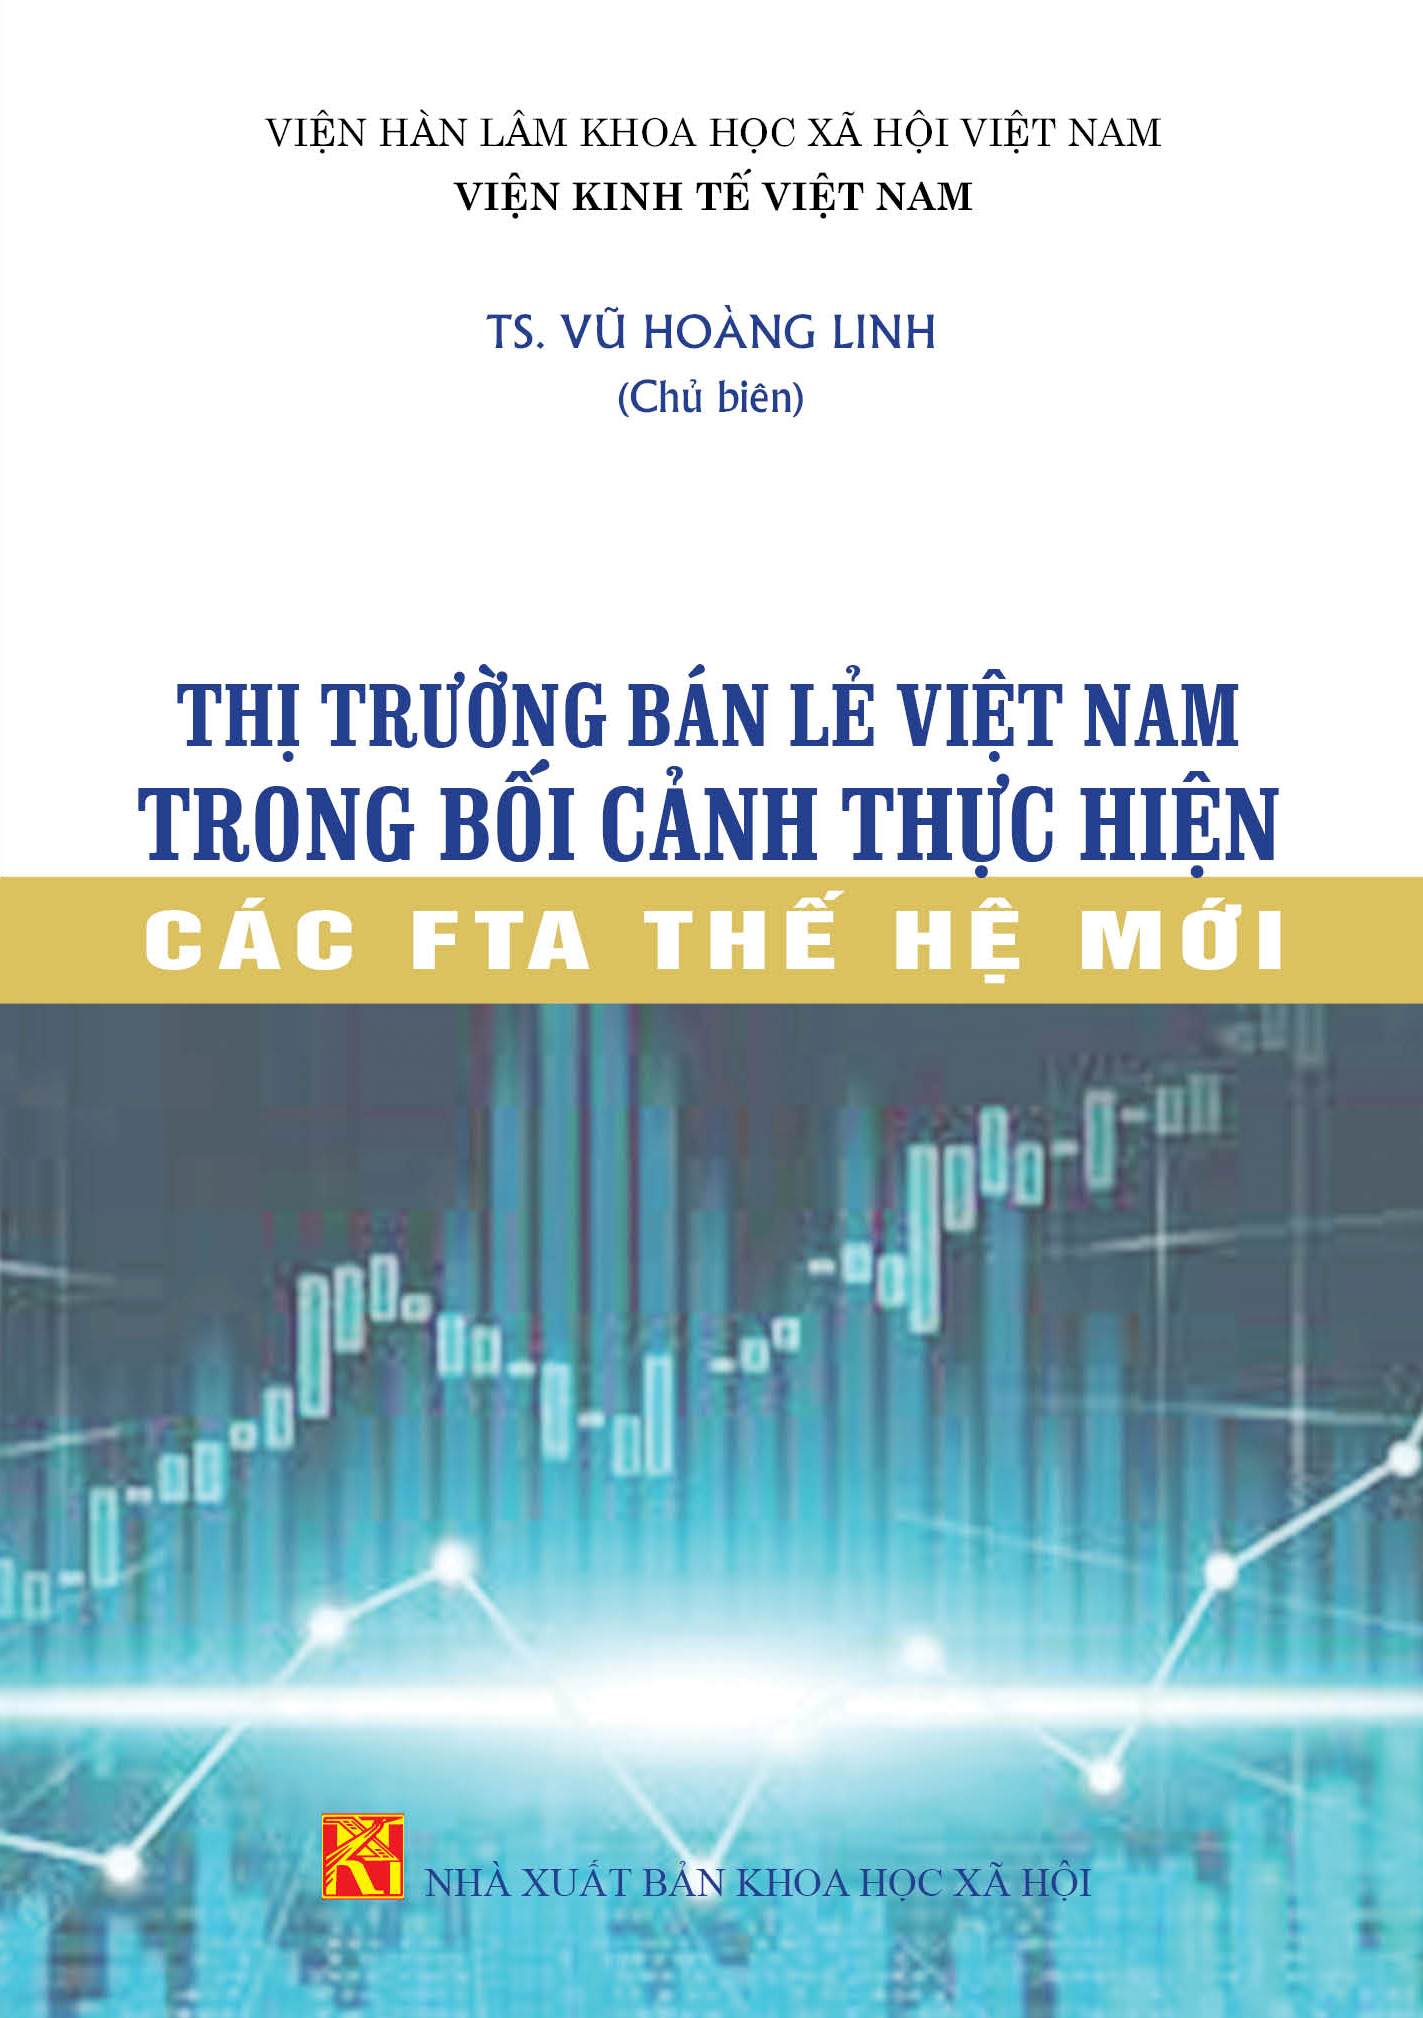 VIỆN HÀN LÂM KHOA HỌC XÃ HỘI VIỆT NAM
VIỆN KINH TẾ VIỆT NAM
TS. VŨ HOÀNG LINH
(Chủ biên)
THỊ TRƯỜNG BÁN LẺ VIỆT NAM
TRONG BỐI CẢNH THỰC HIỆN
CÁC FTA THẾ HỆ MỚI
NHÀ XUẤT BẢN KHOA HỌC XÃ HỘI